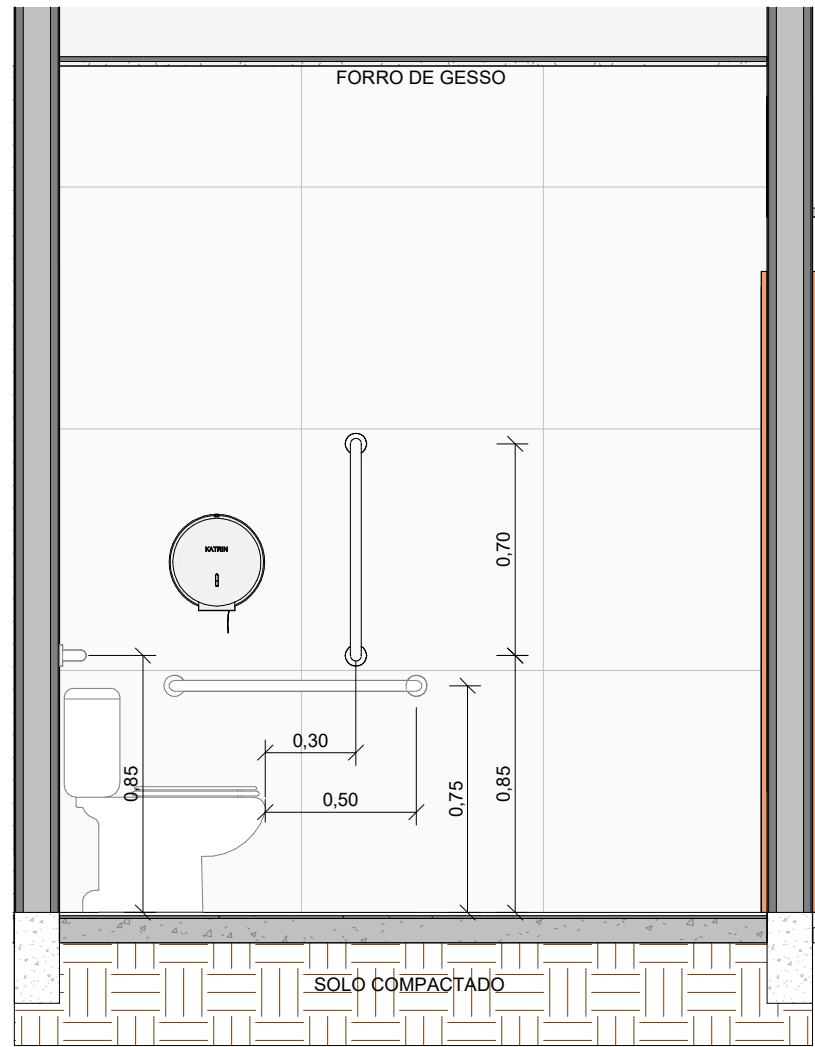 FORRO DE GESSO
KATRIN
0,70
0,30
0,85
0,50
0,75
0,85
SOLO COMPACTADO